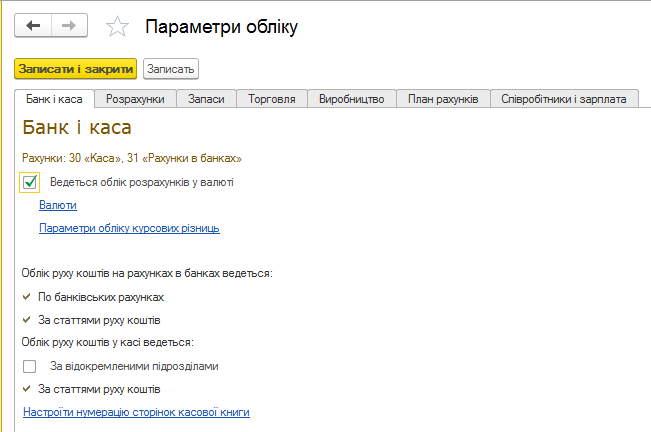 Параметри обліку
Записати і закрити Записать
Банк і каса Розрахунки Запаси Торговля Виробництво План рахунків Співробітники і зарплата
Банк і каса
Рахунки: 30 «Каса», 31 «Рахунки в банках»
Ведеться облік розрахунків у валюті
Валюти
Параметри обліку курсових різниць
Облік руху коштів на рахунках в банках ведеться:
По банківських рахунках
За статтями руху коштів
Облік руху коштів у касі ведеться:
За відокремленими підрозділами
За статтями руху коштів
Настроїти нумерацію сторінок касової книги